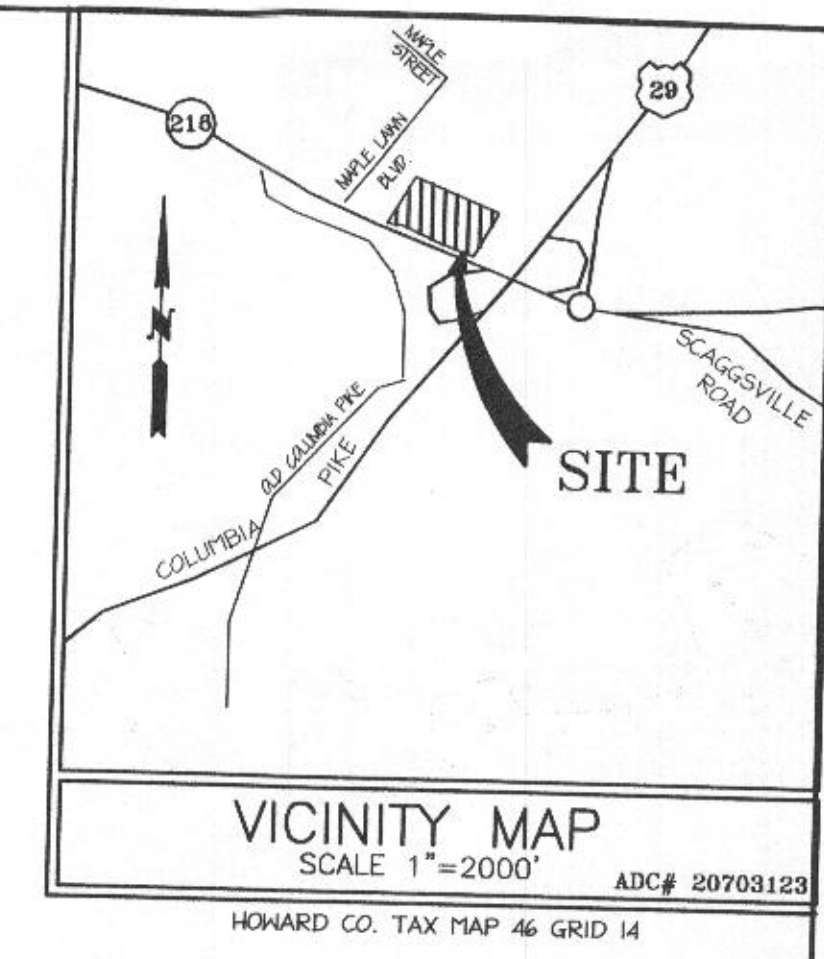 MAPLE
STREET
29
216
MAPLE LAWN
BLVD.
N
SCAGGSVILLE
ROAD
OLD COLUMBIA PIKE
COLUMBIA
PIKE
SITE
VICINITY MAP
SCALE 1"=2000'
ADC# 20703123
HOWARD CO. TAX MAP 46 GRID 14